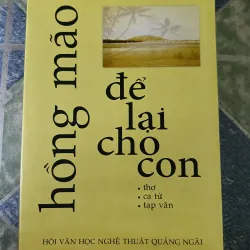 hồng mão
để
lại
cho
con
• thơ
• ca từ
• tạp văn
HỘI VĂN HỌC NGHỆ THUẬT QUẢNG NGÃI